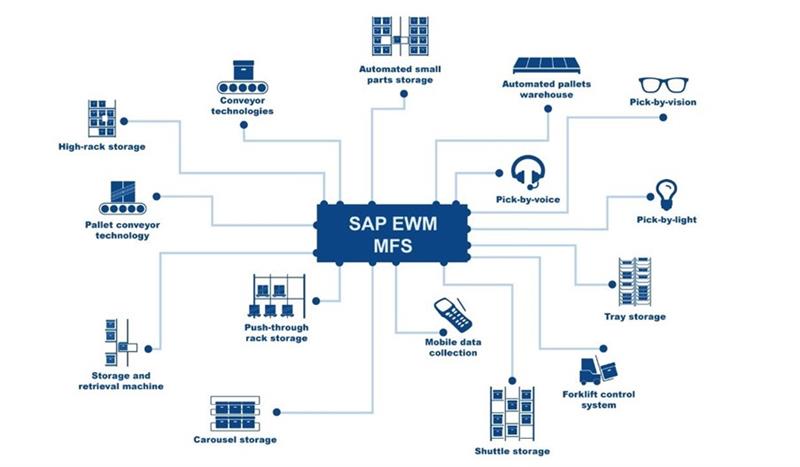 Automated small
parts storage
Conveyor
technologies
Automated pallets
warehouse
Pick-by-vision
High-rack storage
Pick-by-voice
Pallet conveyor
technology
SAP EWM
MFS
Pick-by-light
Push-through
rack storage
Mobile data
collection
Tray storage
Storage and
retrieval machine
Forklift control
system
Carousel storage
Shuttle storage